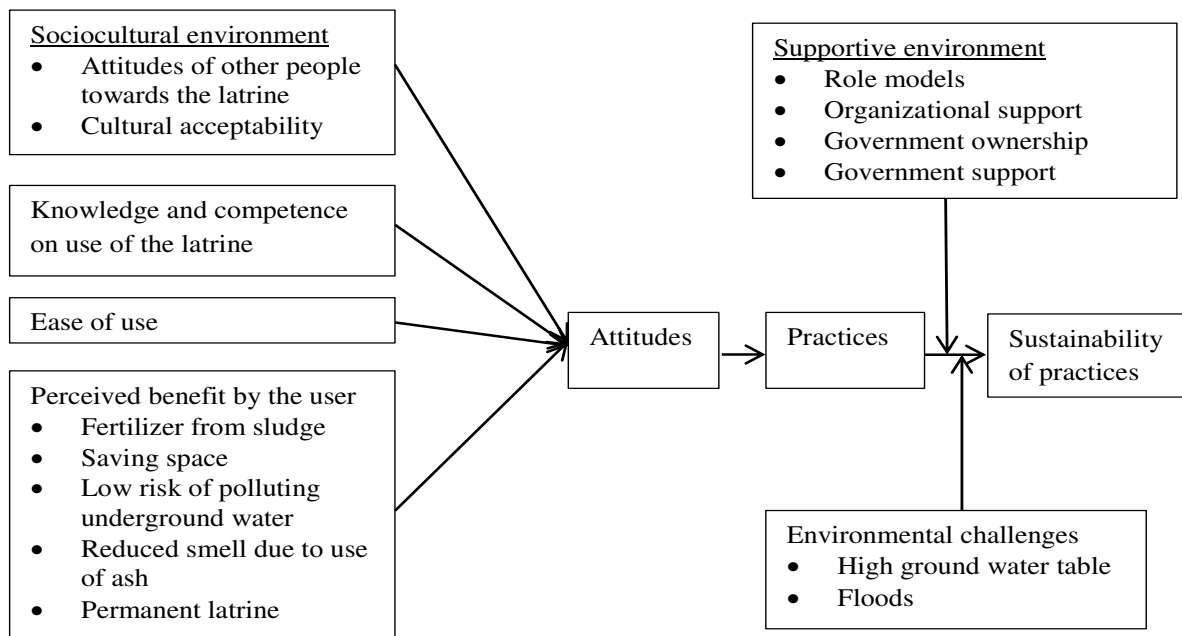 Sociocultural environment
• Attitudes of other people
towards the latrine
• Cultural acceptability
Knowledge and competence
on use of the latrine
Ease of use
Perceived benefit by the user
• Fertilizer from sludge
• Saving space
• Low risk of polluting
underground water
• Reduced smell due to use
of ash
• Permanent latrine
Attitudes
Practices
Supportive environment
• Role models
• Organizational support
• Government ownership
• Government support
Sustainability
of practices
Environmental challenges
• High ground water table
• Floods